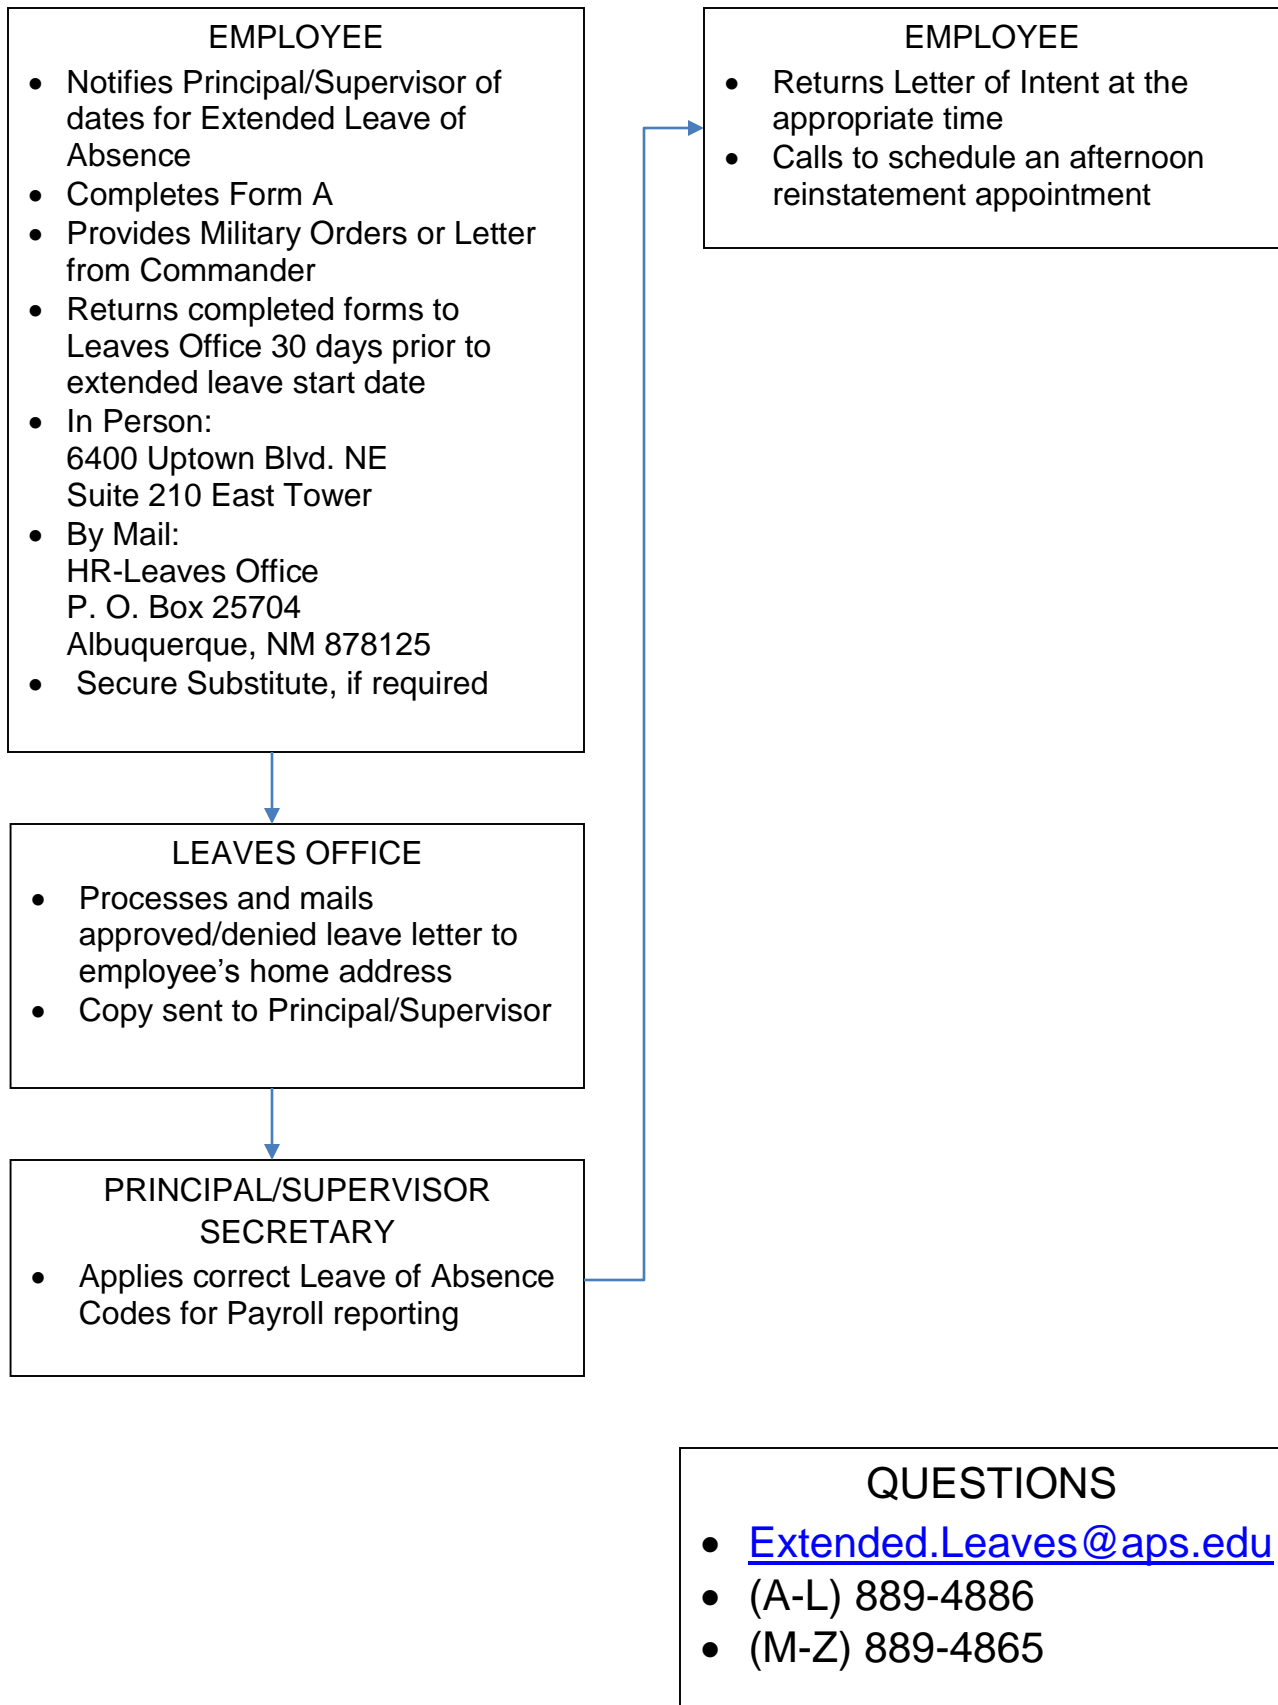 EMPLOYEE
• Notifies Principal/Supervisor of
dates for Extended Leave of
Absence
• Completes Form A
• Provides Military Orders or Letter
from Commander
• Returns completed forms to
Leaves Office 30 days prior to
extended leave start date
• In Person:
6400 Uptown Blvd. NE
Suite 210 East Tower
• By Mail:
HR-Leaves Office
P. O. Box 25704
Albuquerque, NM 878125
• Secure Substitute, if required
LEAVES OFFICE
• Processes and mails
approved/denied leave letter to
employee’s home address
• Copy sent to Principal/Supervisor
PRINCIPAL/SUPERVISOR
SECRETARY
• Applies correct Leave of Absence
Codes for Payroll reporting
EMPLOYEE
• Returns Letter of Intent at the
appropriate time
• Calls to schedule an afternoon
reinstatement appointment
QUESTIONS
• Extended.Leaves@aps.edu
• (A-L) 889-4886
• (M-Z) 889-4865